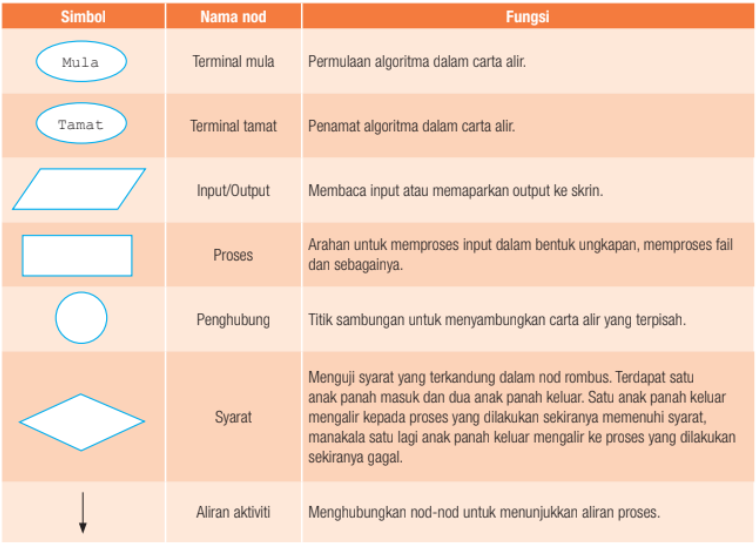 Simbol Nama nod Fungsi
Mula Terminal mula Permulaan algoritma dalam carta alir.
Tamat Terminal tamat Penamat algoritma dalam carta alir.
Input/Output Membaca input atau memaparkan output ke skrin.
Proses Arahan untuk memproses input dalam bentuk ungkapan, memproses fail
dan sebagainya.
Penghubung Titik sambungan untuk menyambungkan carta alir yang terpisah.
Syarat Menguji syarat yang terkandung dalam nod rombus. Terdapat satu
anak panah masuk dan dua anak panah keluar. Satu anak panah keluar
mengalir kepada proses yang dilakukan sekiranya memenuhi syarat,
manakala satu lagi anak panah keluar mengalir ke proses yang dilakukan
sekiranya gagal.
Aliran aktiviti Menghubungkan nod-nod untuk menunjukkan aliran proses.